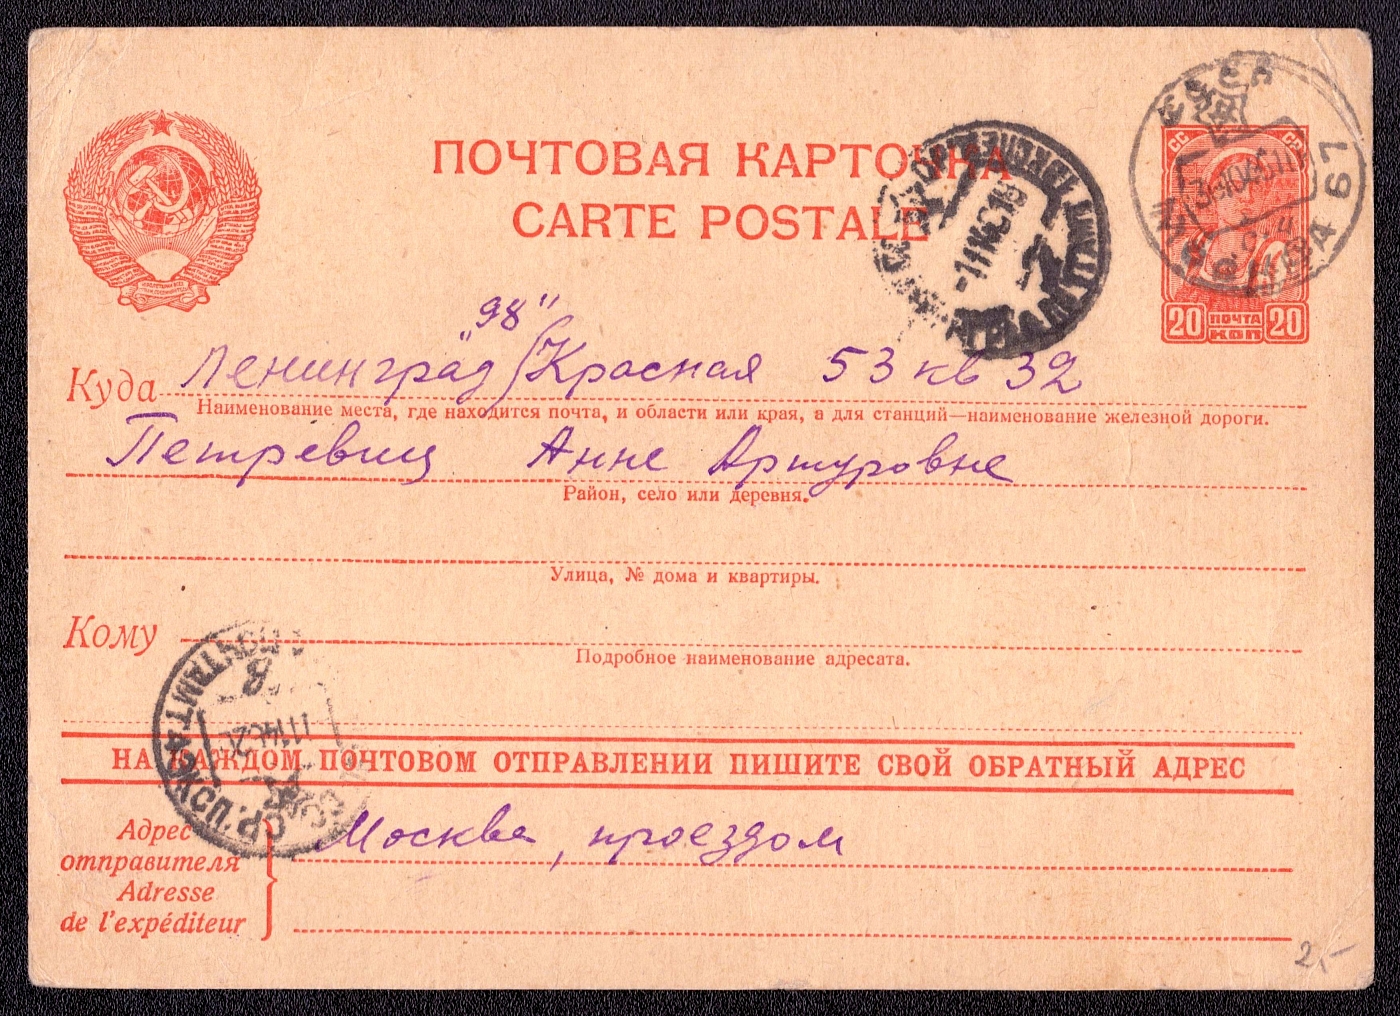 ПОЧТОВАЯ КАРТОЧКА
CARTE POSTALE
СС СР
20 ПОЧТА КОП 20
"98"
Куда Ленинград Красная 53 кв 32
Наименование места, где находится почта, и области или края, а для станций—наименование железной дороги.
Петревиц Анне Артуровне
Район, село или деревня.
Улица, № дома и квартиры.
Кому
Подробное наименование адресата.
НА КАЖДОМ ПОЧТОВОМ ОТПРАВЛЕНИИ ПИШИТЕ СВОЙ ОБРАТНЫЙ АДРЕС
Адрес отправителя
Adresse de l'expéditeur
Москва, проездом
2,-